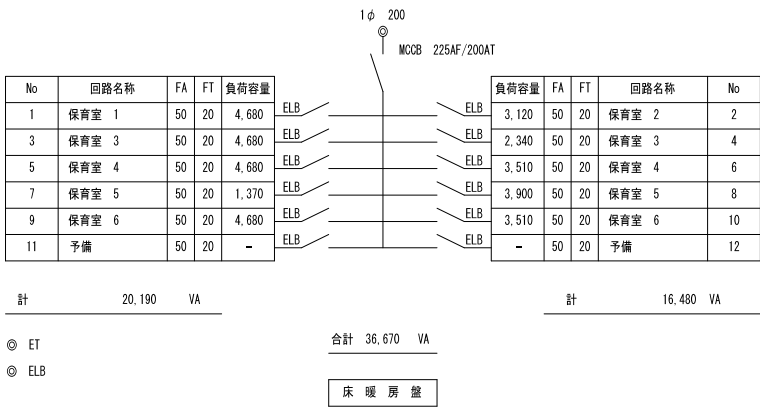 1φ 200
MCCB 225AF/200AT
No 回路名称 FA FT 負荷容量
1 保育室 1 50 20 4,680 ELB
3 保育室 3 50 20 4,680 ELB
5 保育室 4 50 20 4,680 ELB
7 保育室 5 50 20 1,370 ELB
9 保育室 6 50 20 4,680 ELB
11 予備 50 20 − ELB
計 20,190 VA
負荷容量 FA FT 回路名称 No
ELB 3,120 50 20 保育室 2 2
ELB 2,340 50 20 保育室 3 4
ELB 3,510 50 20 保育室 4 6
ELB 3,900 50 20 保育室 5 8
ELB 3,510 50 20 保育室 6 10
ELB − 50 20 予備 12
計 16,480 VA
◎ ET
◎ ELB
合計 36,670 VA
床暖房盤